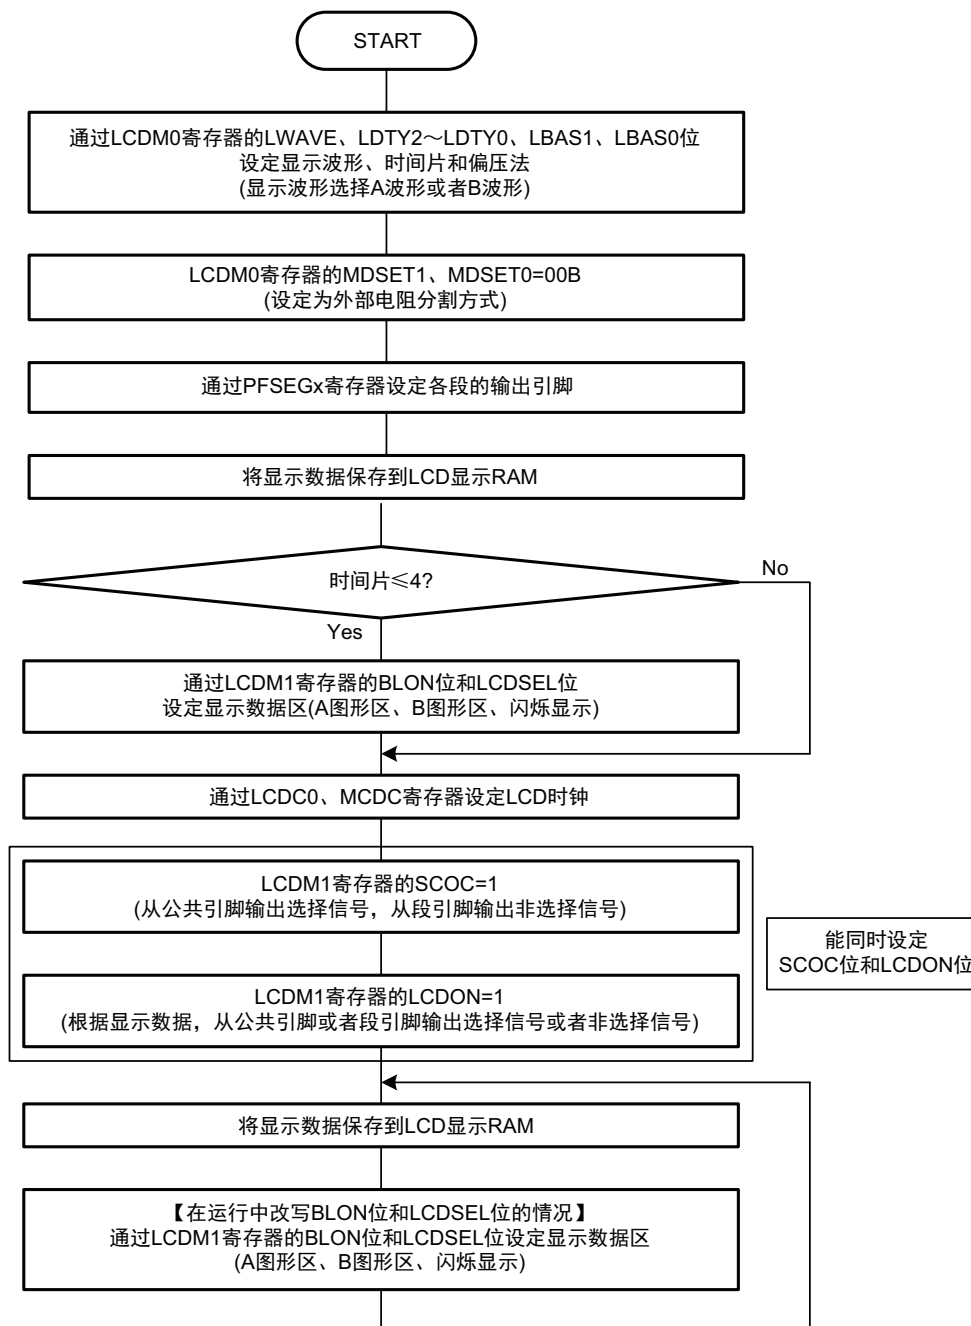 START
通过LCDM0寄存器的LWAVE、LDTY2～LDTY0、LBAS1、LBAS0位
设定显示波形、时间片和偏压法
(显示波形选择A波形或者B波形)
LCDM0寄存器的MDSET1、MDSET0=00B
(设定为外部电阻分割方式)
通过PFSEGx寄存器设定各段的输出引脚
将显示数据保存到LCD显示RAM
时间片≤4?
No
Yes
通过LCDM1寄存器的BLON位和LCDSEL位
设定显示数据区(A图形区、B图形区、闪烁显示)
通过LCDC0、MCDC寄存器设定LCD时钟
LCDM1寄存器的SCOC=1
(从公共引脚输出选择信号，从段引脚输出非选择信号)
能同时设定
SCOC位和LCDON位
LCDM1寄存器的LCDON=1
(根据显示数据，从公共引脚或者段引脚输出选择信号或者非选择信号)
将显示数据保存到LCD显示RAM
【在运行中改写BLON位和LCDSEL位的情况】
通过LCDM1寄存器的BLON位和LCDSEL位设定显示数据区
(A图形区、B图形区、闪烁显示)